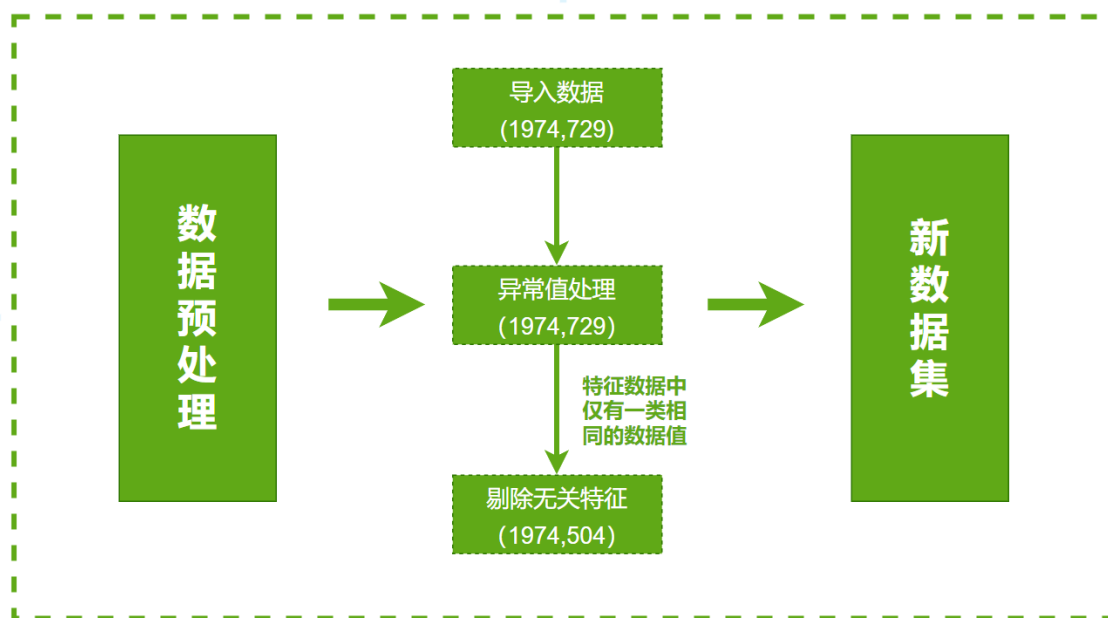 数据预处理
导入数据
(1974,729)
异常值处理
(1974,729)
特征数据中
仅有一类相
同的数据值
剔除无关特征
(1974,504)
新数据集